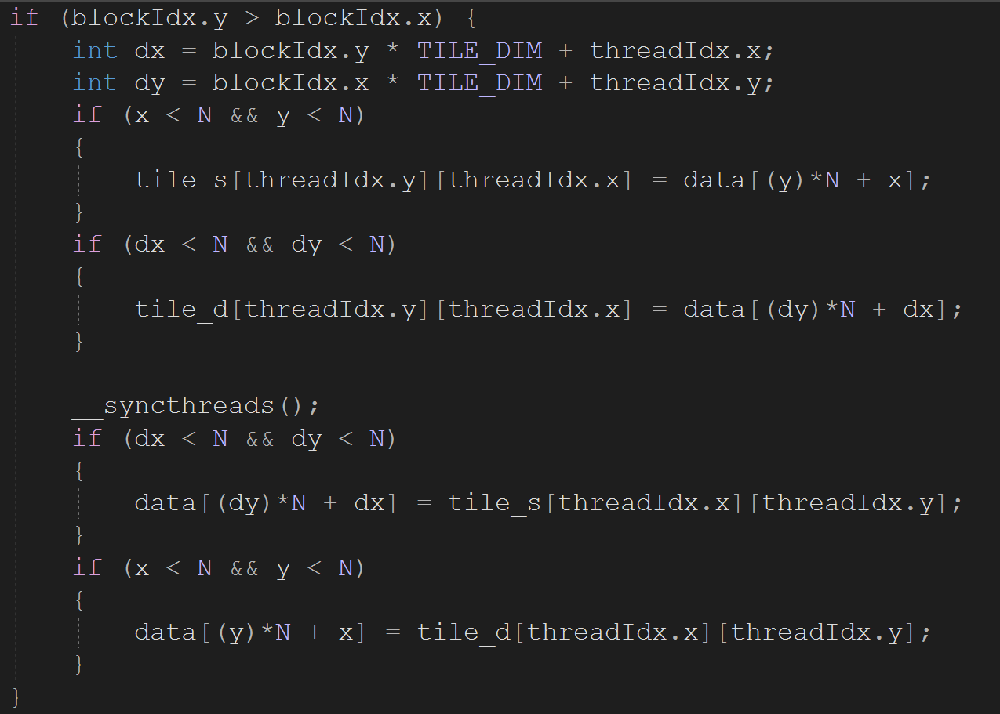 if (blockIdx.y > blockIdx.x) {
    int dx = blockIdx.y * TILE_DIM + threadIdx.x;
    int dy = blockIdx.x * TILE_DIM + threadIdx.y;
    if (x < N && y < N)
    {
        tile_s[threadIdx.y][threadIdx.x] = data[(y)*N + x];
    }
    if (dx < N && dy < N)
    {
        tile_d[threadIdx.y][threadIdx.x] = data[(dy)*N + dx];
    }

    __syncthreads();
    if (dx < N && dy < N)
    {
        data[(dy)*N + dx] = tile_s[threadIdx.x][threadIdx.y];
    }
    if (x < N && y < N)
    {
        data[(y)*N + x] = tile_d[threadIdx.x][threadIdx.y];
    }
}